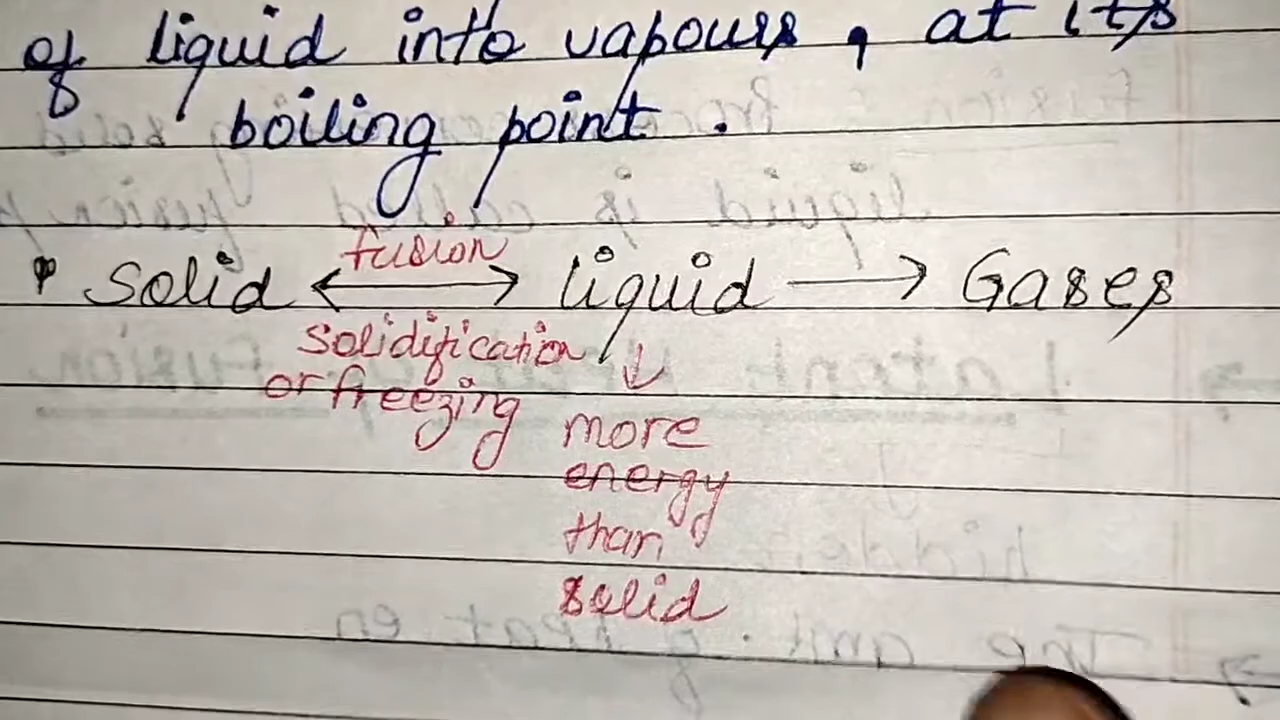 of liquid into vapours, at its
boiling point.
fusion
Solid ⟷ liquid ⟶ Gases
Solidification ↓
or freezing more
energy
than
solid